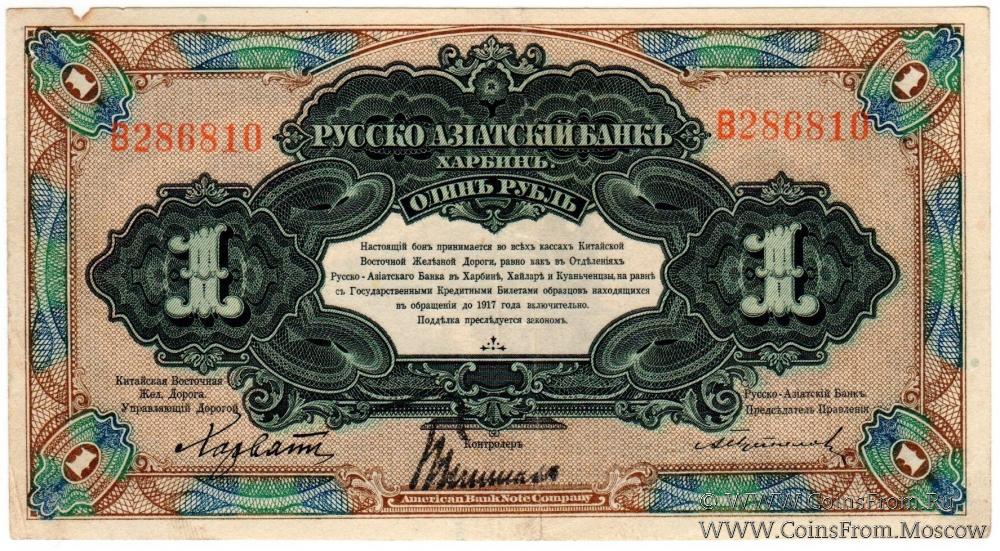 B286810
B286810
РУССКО АЗІАТСКІЙ БАНКЪ
ХАРБИНЪ.
ОДИНЪ РУБЛЬ
1
1
Настоящій бонъ принимается во всѣхъ кассахъ Китайской
Восточной Желѣзной Дороги, равно какъ въ Отдѣленіяхъ
Русско-Азіатскаго Банка въ Харбинѣ, Хайларѣ и Куаньченцзы, на равнѣ
съ Государственными Кредитными Билетами образцовъ находящихся
въ обращеніи до 1917 года включительно.
Поддѣлка преслѣдуется закономъ.
Китайская Восточная
Жел. Дорога.
Управляющій Дорогой
Русско-Азіатскій Банкъ
Предсѣдатель Правленія
Хорватъ
Контролеръ
American Bank Note Company
© WWW.CoinsFrom.Ru
WWW.CoinsFrom.Moscow